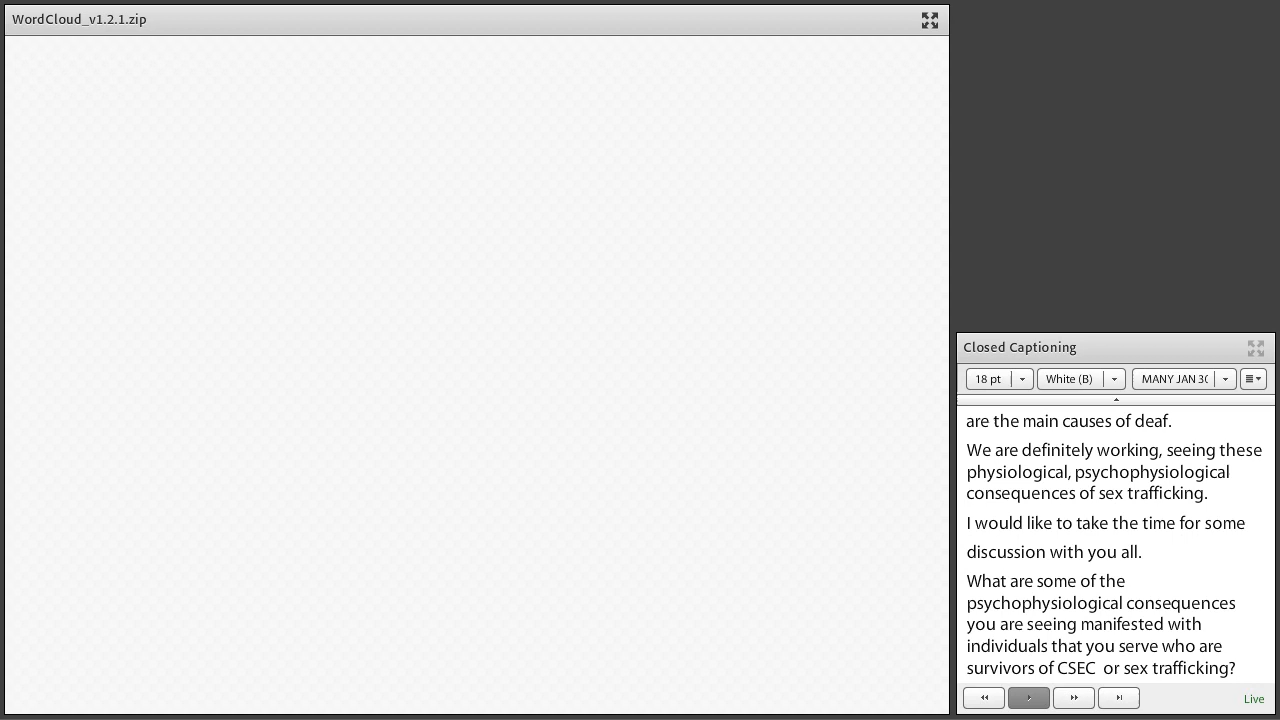 WordCloud_v1.2.1.zip
Closed Captioning
18 pt
White (B)
MANY JAN 30
are the main causes of deaf.
We are definitely working, seeing these
physiological, psychophysiological
consequences of sex trafficking.
I would like to take the time for some
discussion with you all.
What are some of the
psychophysiological consequences
you are seeing manifested with
individuals that you serve who are
survivors of CSEC or sex trafficking?
Live